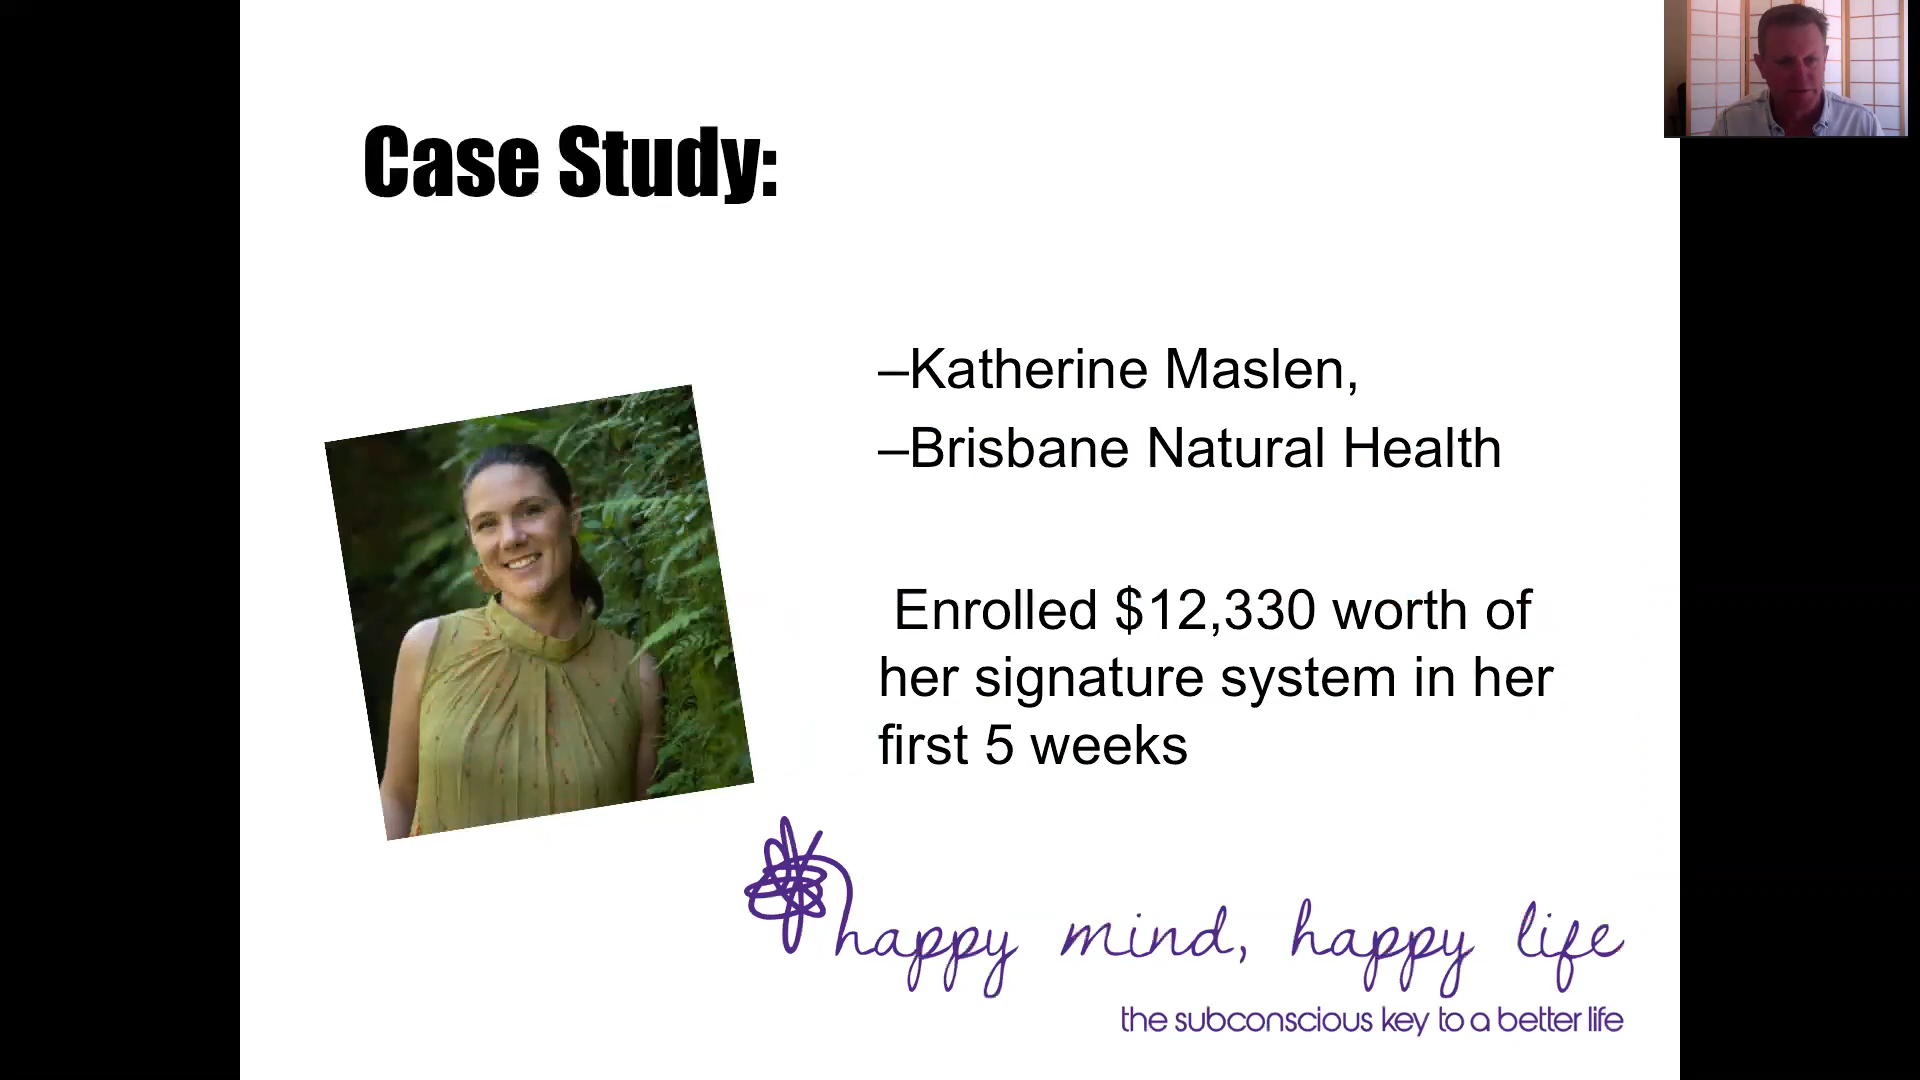 Case Study:
–Katherine Maslen,
–Brisbane Natural Health
Enrolled $12,330 worth of
her signature system in her
first 5 weeks
happy mind, happy life
the subconscious key to a better life